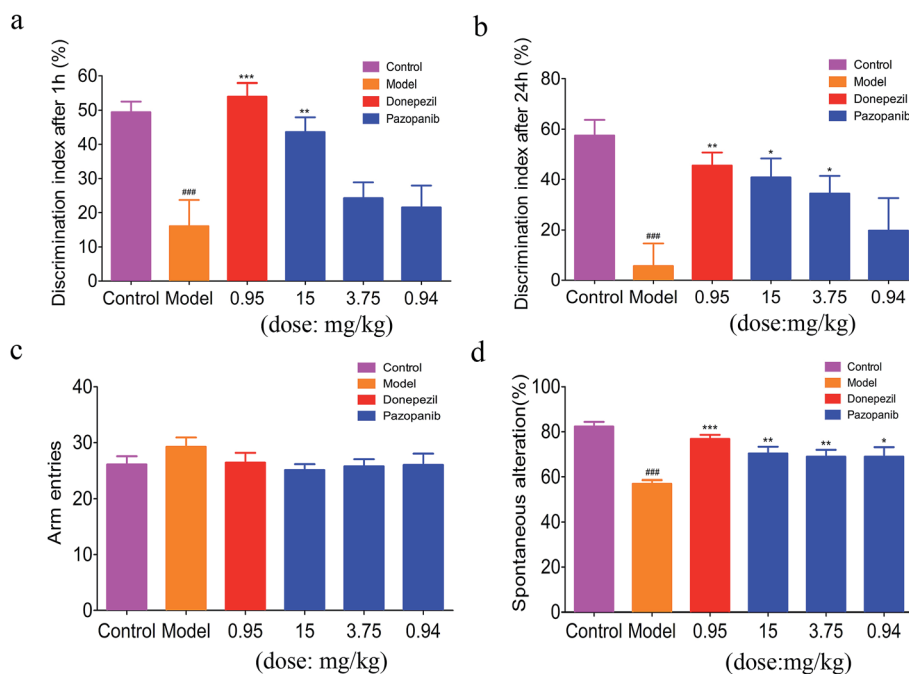 a
Discrimination index after 1h (%)
60
50
40
30
20
10
0
Control
Model
Donepezil
Pazopanib
###
***
**
Control Model 0.95 15 3.75 0.94
(dose: mg/kg)
b
Discrimination index after 24h (%)
80
60
40
20
0
Control
Model
Donepezil
Pazopanib
###
**
*
*
Control Model 0.95 15 3.75 0.94
(dose:mg/kg)
c
Arm entries
40
30
20
10
0
Control
Model
Donepezil
Pazopanib
Control Model 0.95 15 3.75 0.94
(dose: mg/kg)
d
Spontaneous alteration(%)
100
80
60
40
20
0
Control
Model
Donepezil
Pazopanib
###
***
**
**
*
Control Model 0.95 15 3.75 0.94
(dose:mg/kg)